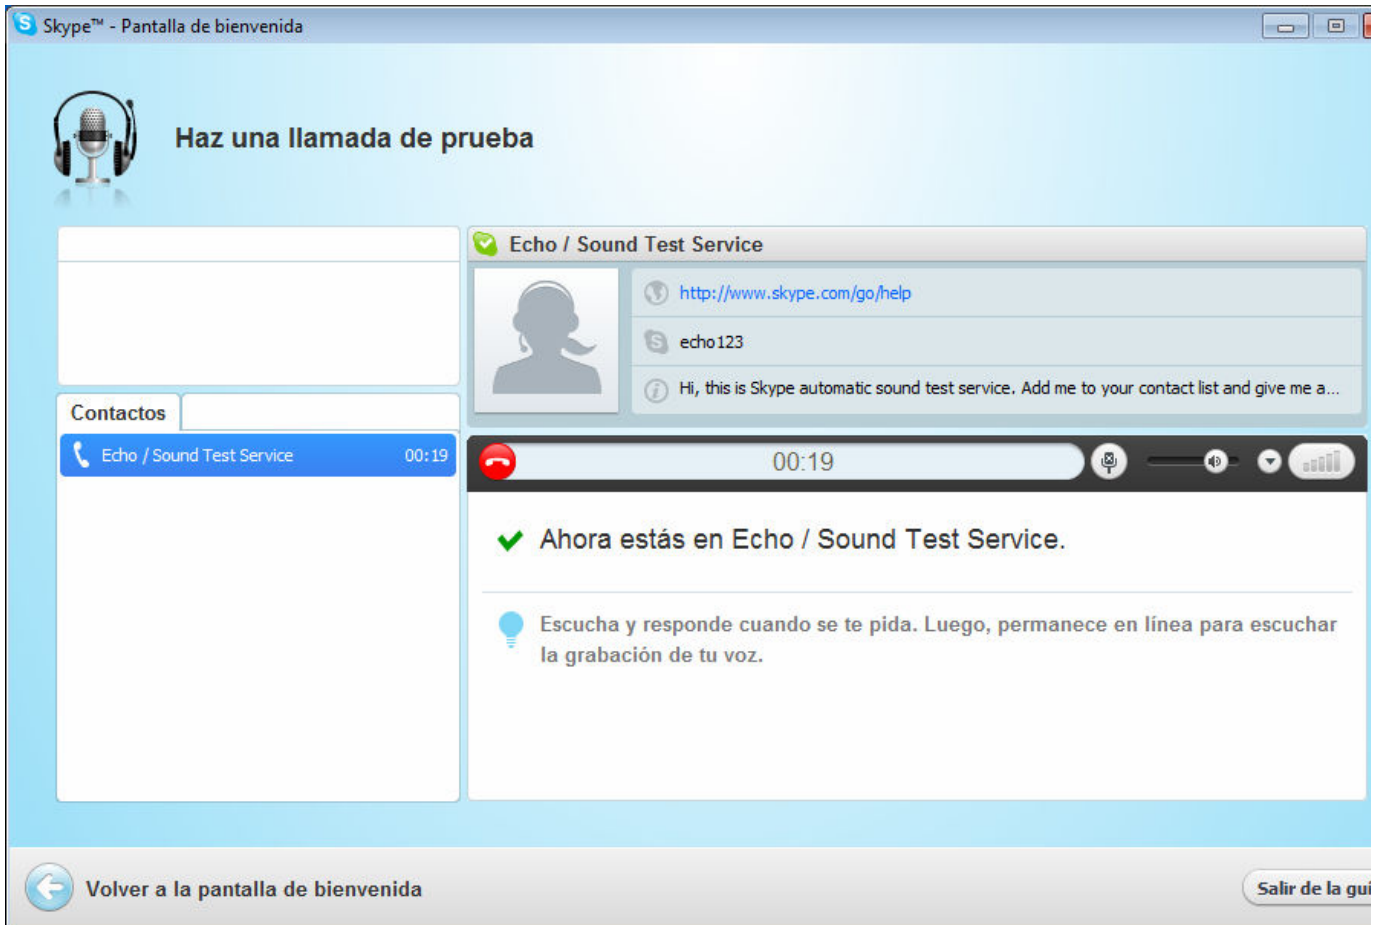 Skype™ - Pantalla de bienvenida
Haz una llamada de prueba
Echo / Sound Test Service
http://www.skype.com/go/help
echo123
Hi, this is Skype automatic sound test service. Add me to your contact list and give me a...
Contactos
Echo / Sound Test Service 00:19
00:19
Ahora estás en Echo / Sound Test Service.
Escucha y responde cuando se te pida. Luego, permanece en línea para escuchar
la grabación de tu voz.
Volver a la pantalla de bienvenida
Salir de la gui